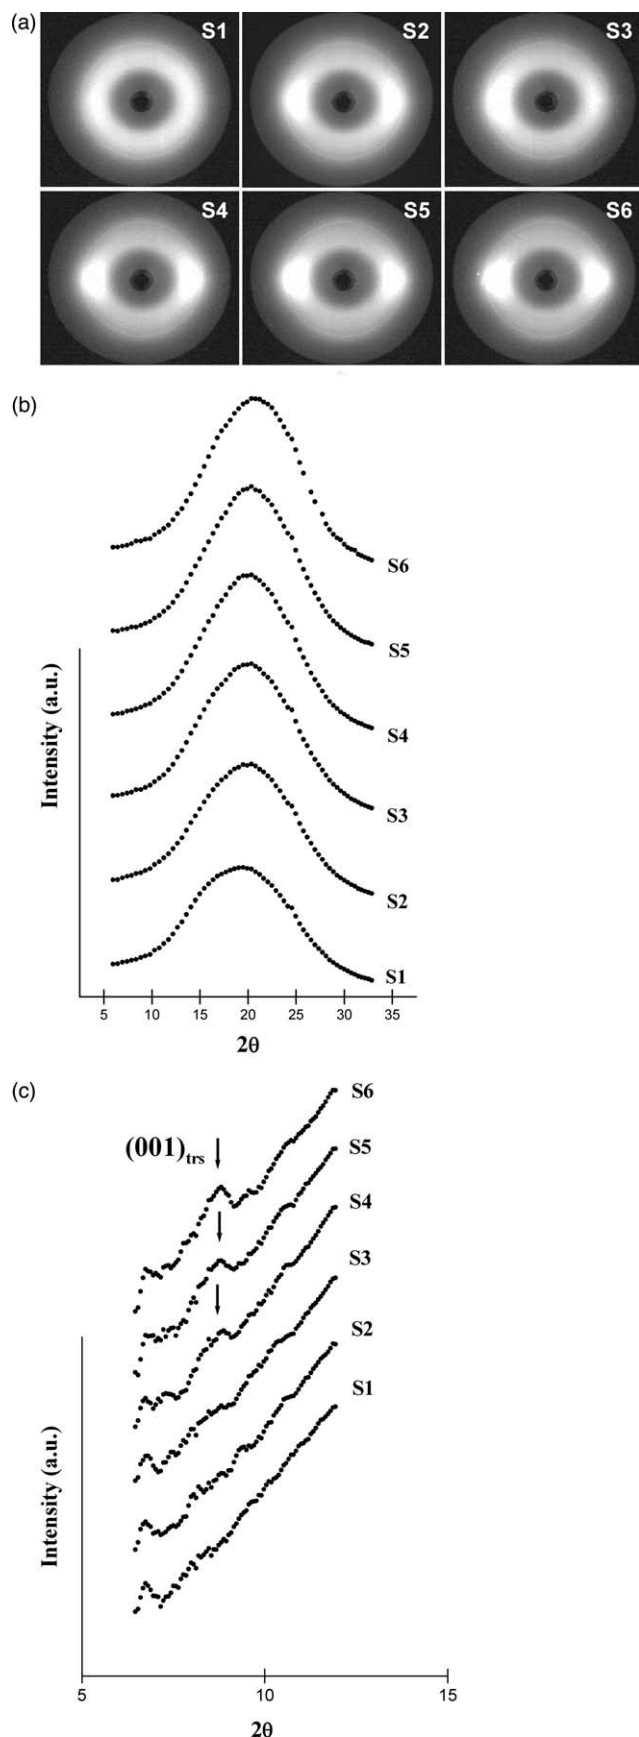 (a)
S1 S2 S3
S4 S5 S6
(b)
S6
S5
S4
S3
S2
S1
Intensity (a.u.)
5 10 15 20 25 30 35
2θ
(c)
S6
(001)trs
S5
S4
S3
S2
S1
Intensity (a.u.)
5 10 15
2θ